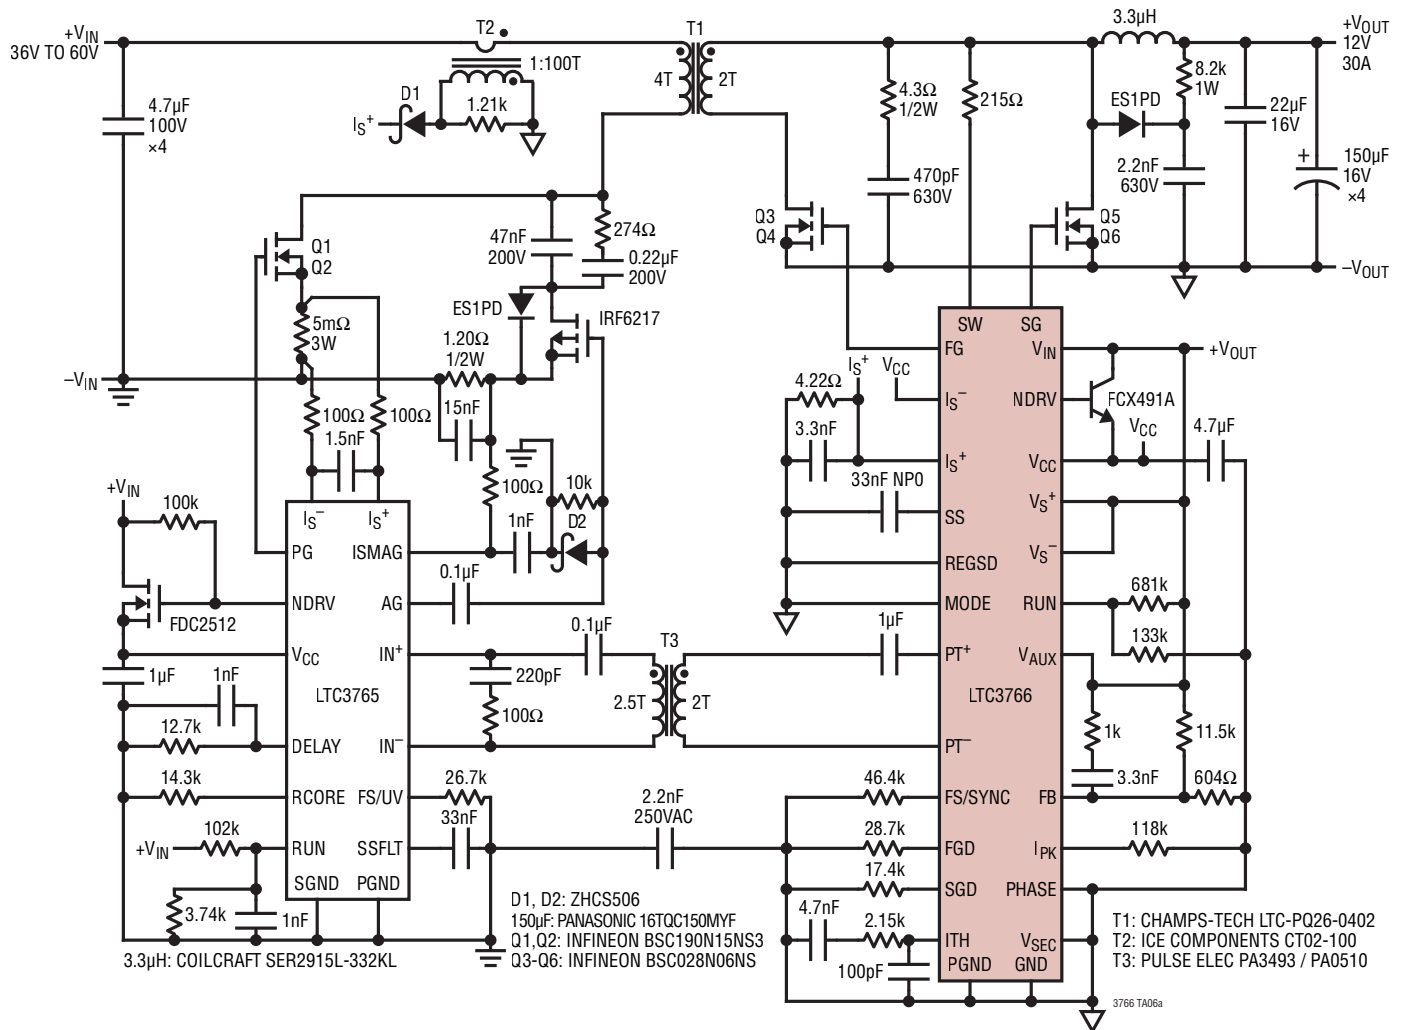 +VIN
36V TO 60V
T2
T1
3.3µH
+VOUT
12V
30A
1:100T
4T
2T
4.7µF
100V
×4
D1
IS+
1.21k
4.3Ω
1/2W
215Ω
8.2k
1W
ES1PD
22µF
16V
150µF
16V
×4
+
470pF
630V
2.2nF
630V
Q1
Q2
47nF
200V
274Ω
0.22µF
200V
Q3
Q4
Q5
Q6
–VOUT
5mΩ
3W
ES1PD
IRF6217
1.20Ω
1/2W
–VIN
SW
SG
FG
VIN
+VOUT
100Ω
100Ω
1.5nF
15nF
IS+
VCC
4.22Ω
IS–
NDRV
FCX491A
3.3nF
VCC
4.7µF
IS+
VCC
+VIN
100k
100Ω
10k
33nF NP0
SS
VS+
IS–
IS+
1nF
D2
PG
ISMAG
REGSD
VS–
0.1µF
681k
NDRV
AG
MODE
RUN
FDC2512
0.1µF
T3
1µF
133k
VCC
IN+
PT+
VAUX
1µF
1nF
220pF
LTC3765
2.5T
2T
LTC3766
12.7k
100Ω
1k
11.5k
DELAY
IN–
PT–
14.3k
26.7k
46.4k
3.3nF
604Ω
RCORE
FS/UV
2.2nF
250VAC
FS/SYNC
FB
102k
33nF
28.7k
118k
+VIN
RUN
SSFLT
FGD
IPK
17.4k
SGND
PGND
SGD
PHASE
3.74k
1nF
4.7nF
2.15k
ITH
VSEC
100pF
PGND
GND
D1, D2: ZHCS506
150µF: PANASONIC 16TQC150MYF
Q1,Q2: INFINEON BSC190N15NS3
Q3-Q6: INFINEON BSC028N06NS
3.3µH: COILCRAFT SER2915L-332KL
T1: CHAMPS-TECH LTC-PQ26-0402
T2: ICE COMPONENTS CT02-100
T3: PULSE ELEC PA3493 / PA0510
3766 TA06a